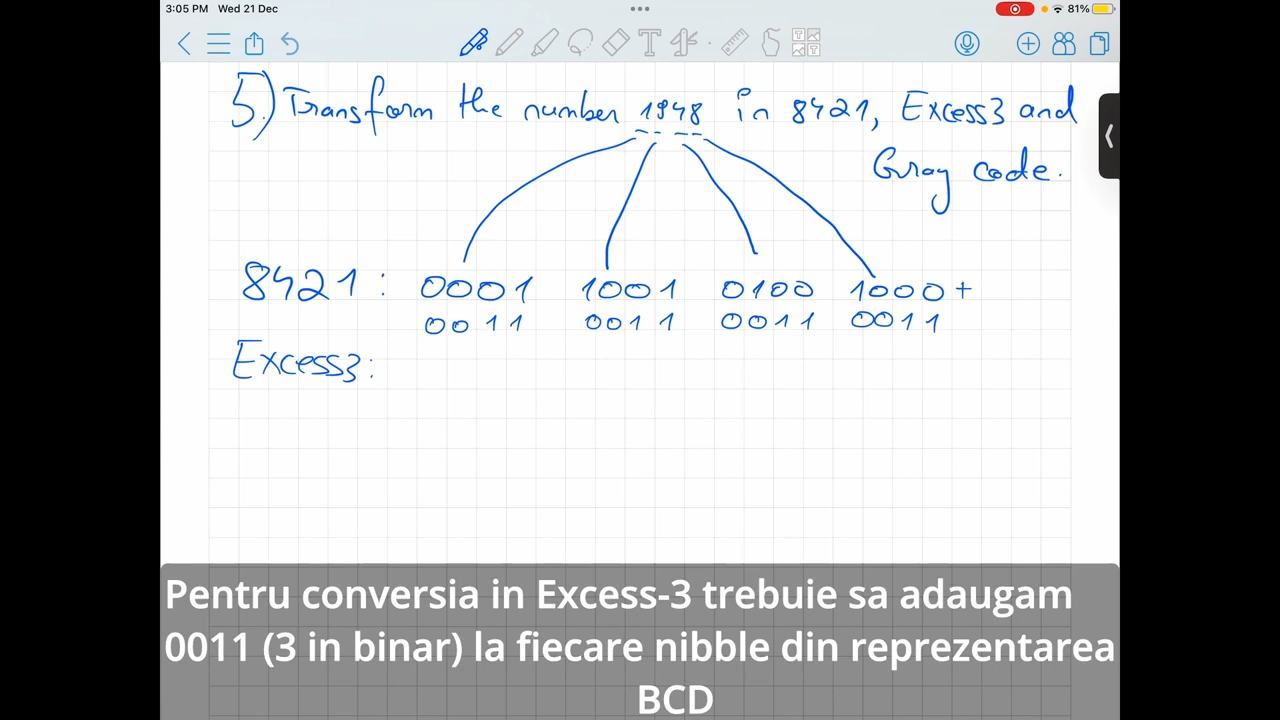 3:05 PM Wed 21 Dec
81%
5.) Transform the number 1948 in 8421, Excess3 and
Gray code.
8421: 0001 1001 0100 1000+
0011 0011 0011 0011
Excess3:
Pentru conversia in Excess-3 trebuie sa adaugam
0011 (3 in binar) la fiecare nibble din reprezentarea
BCD